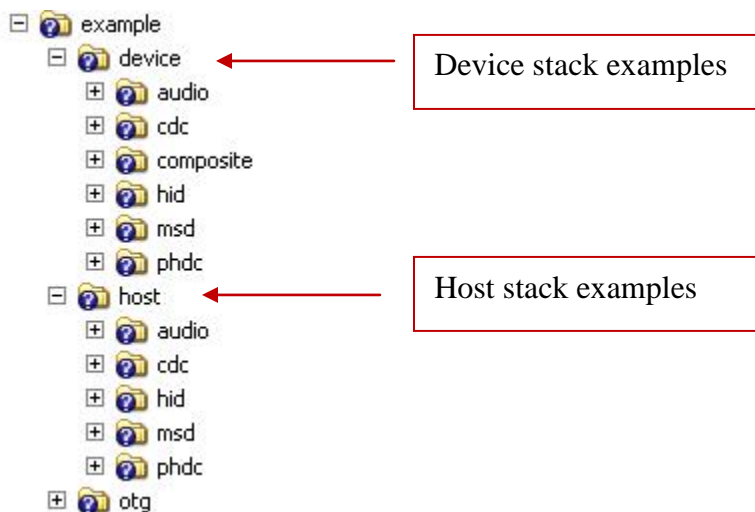 example
device
Device stack examples
audio
cdc
composite
hid
msd
phdc
host
Host stack examples
audio
cdc
hid
msd
phdc
otg